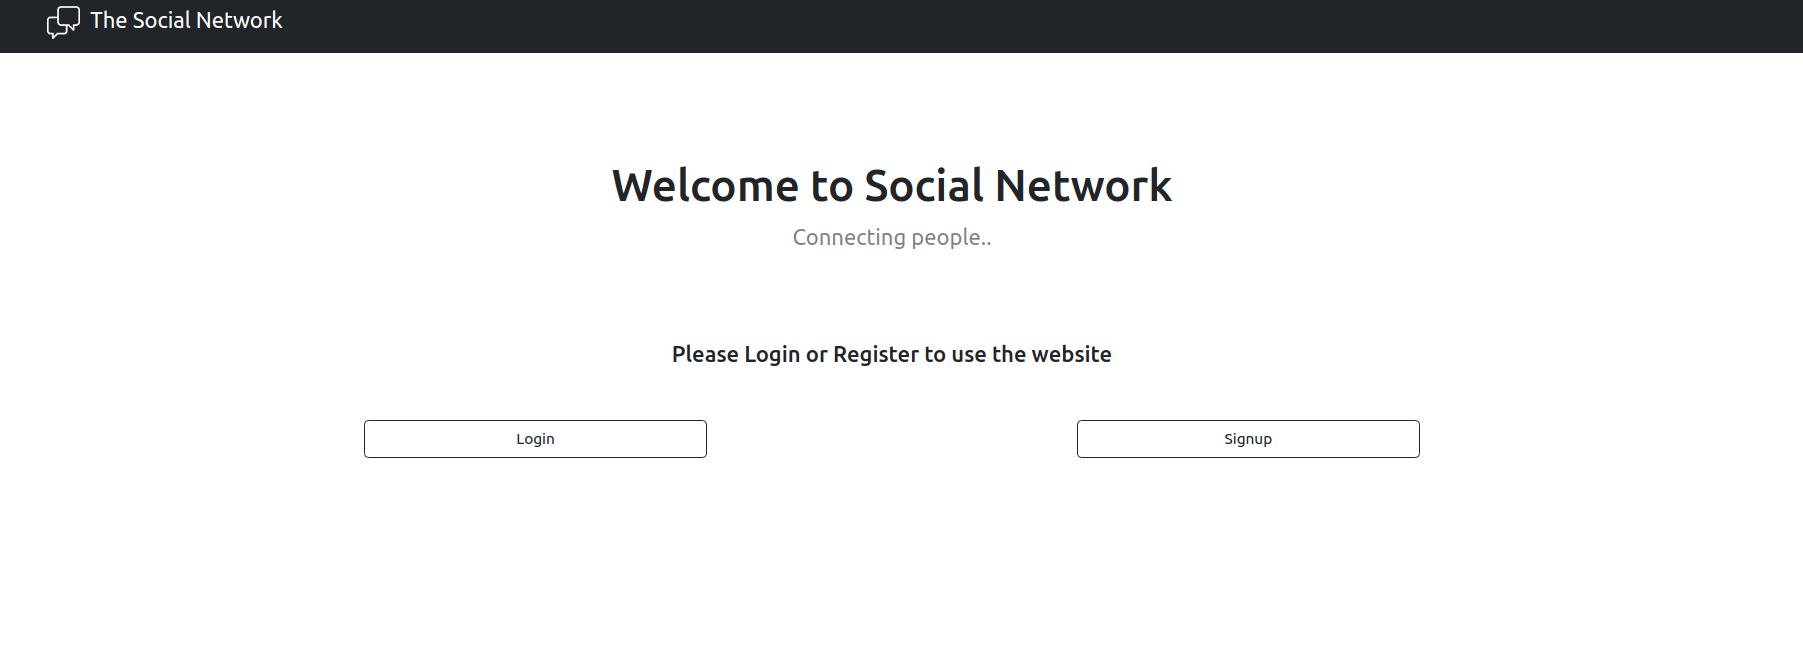 The Social Network
Welcome to Social Network
Connecting people..
Please Login or Register to use the website
Login
Signup